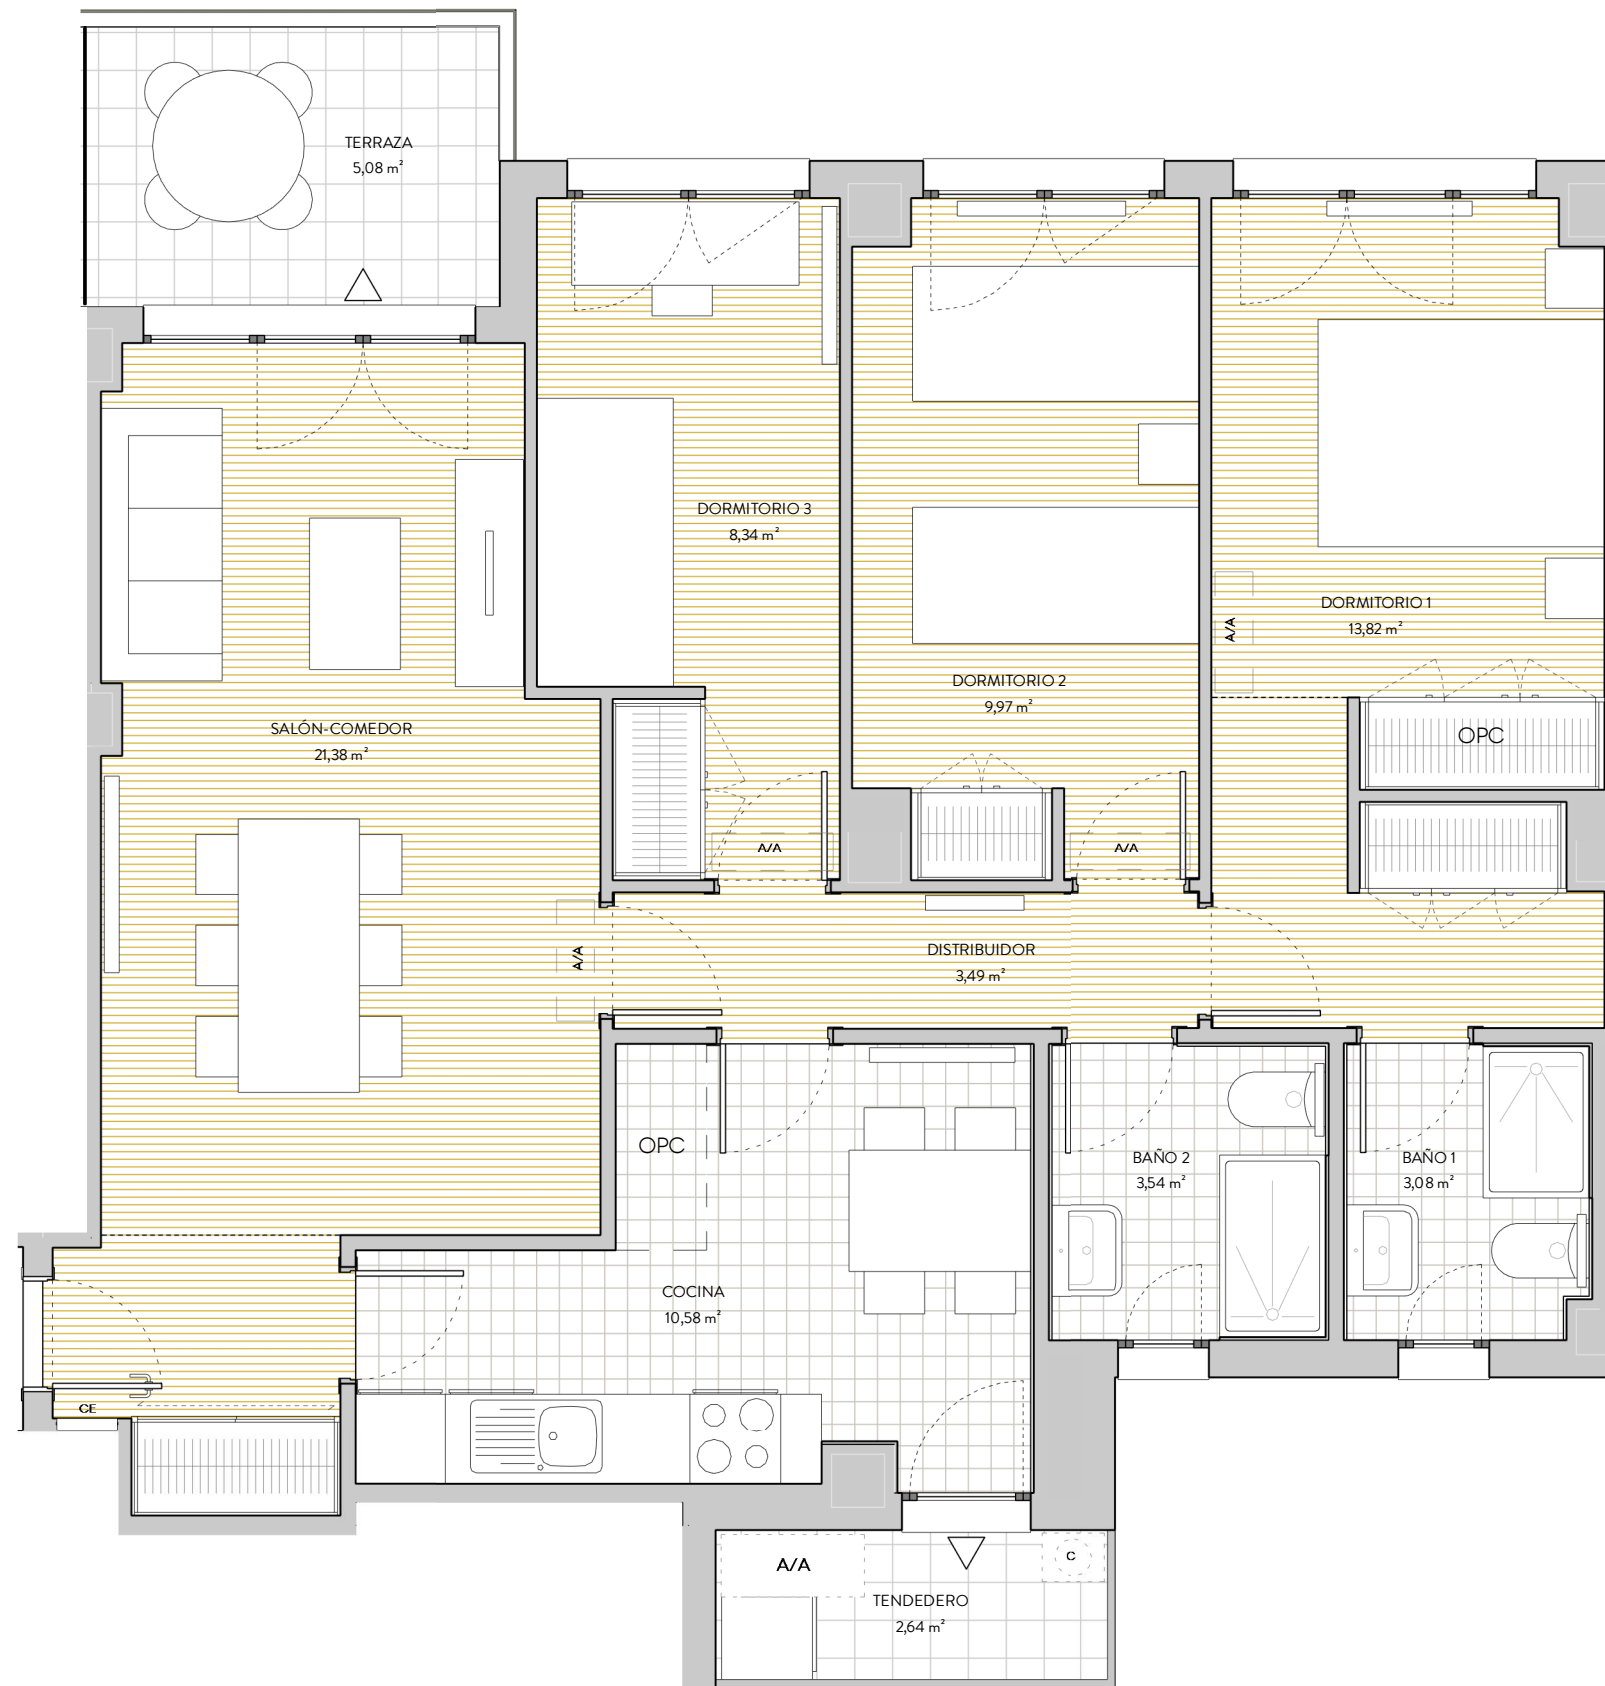 TERRAZA
5,08 m²
DORMITORIO 3
8,34 m²
DORMITORIO 1
13,82 m²
A/A
DORMITORIO 2
9,97 m²
SALÓN-COMEDOR
21,38 m²
OPC
A/A
A/A
A/A
DISTRIBUIDOR
3,49 m²
OPC
BAÑO 2
3,54 m²
BAÑO 1
3,08 m²
COCINA
10,58 m²
CE
A/A
C
TENDEDERO
2,64 m²